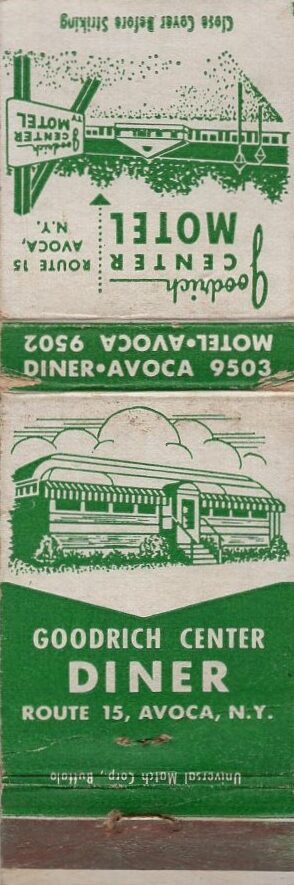 Close Cover Before Striking
Goodrich
CENTER
MOTEL
TV
Goodrich
CENTER
MOTEL
ROUTE 15
AVOCA,
N.Y.
MOTEL•AVOCA 9502
DINER•AVOCA 9503
GOODRICH CENTER
DINER
ROUTE 15, AVOCA, N.Y.
Universal Match Corp., Buffalo